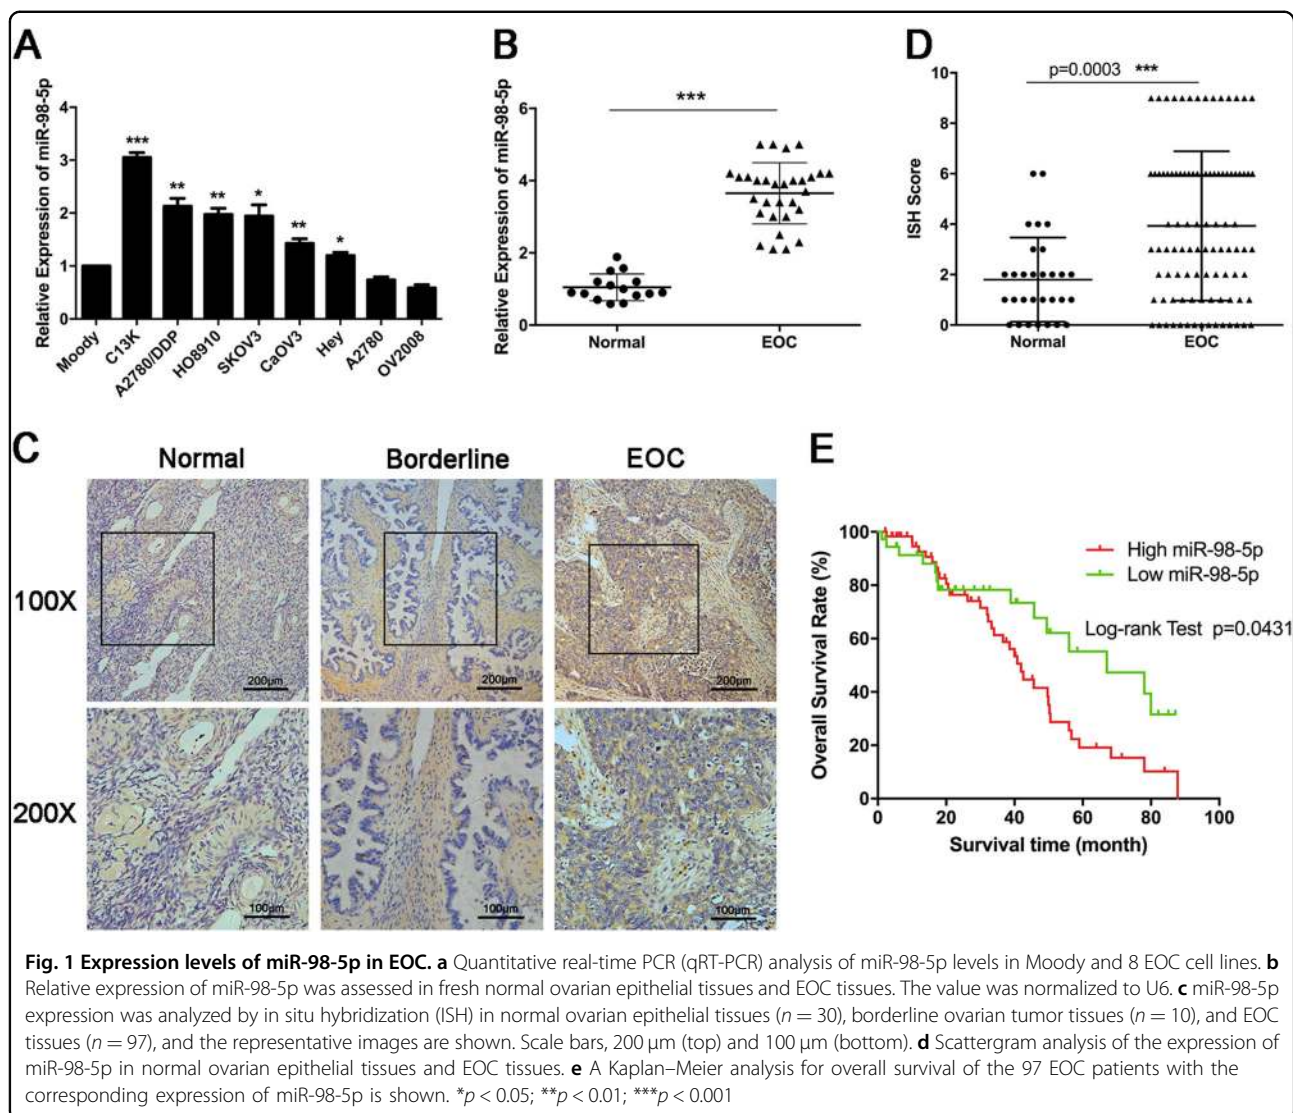 A
Relative Expression of miR-98-5p
4
3
2
1
0
***
**
**
*
**
*
Moody
C13K
A2780/DDP
HO8910
SKOV3
CaOV3
Hey
A2780
OV2008
B
Relative Expression of miR-98-5p
6
4
2
0
***
Normal
EOC
D
ISH Score
10
8
6
4
2
0
p=0.0003 ***
Normal
EOC
C
Normal
Borderline
EOC
100X
200μm
200μm
200μm
200X
100μm
100μm
100μm
E
Overall Survival Rate (%)
100
80
60
40
20
0
High miR-98-5p
Low miR-98-5p
Log-rank Test p=0.0431
0
20
40
60
80
100
Survival time (month)
Fig. 1 Expression levels of miR-98-5p in EOC. a Quantitative real-time PCR (qRT-PCR) analysis of miR-98-5p levels in Moody and 8 EOC cell lines. b
Relative expression of miR-98-5p was assessed in fresh normal ovarian epithelial tissues and EOC tissues. The value was normalized to U6. c miR-98-5p
expression was analyzed by in situ hybridization (ISH) in normal ovarian epithelial tissues (n = 30), borderline ovarian tumor tissues (n = 10), and EOC
tissues (n = 97), and the representative images are shown. Scale bars, 200 μm (top) and 100 μm (bottom). d Scattergram analysis of the expression of
miR-98-5p in normal ovarian epithelial tissues and EOC tissues. e A Kaplan–Meier analysis for overall survival of the 97 EOC patients with the
corresponding expression of miR-98-5p is shown. *p < 0.05; **p < 0.01; ***p < 0.001